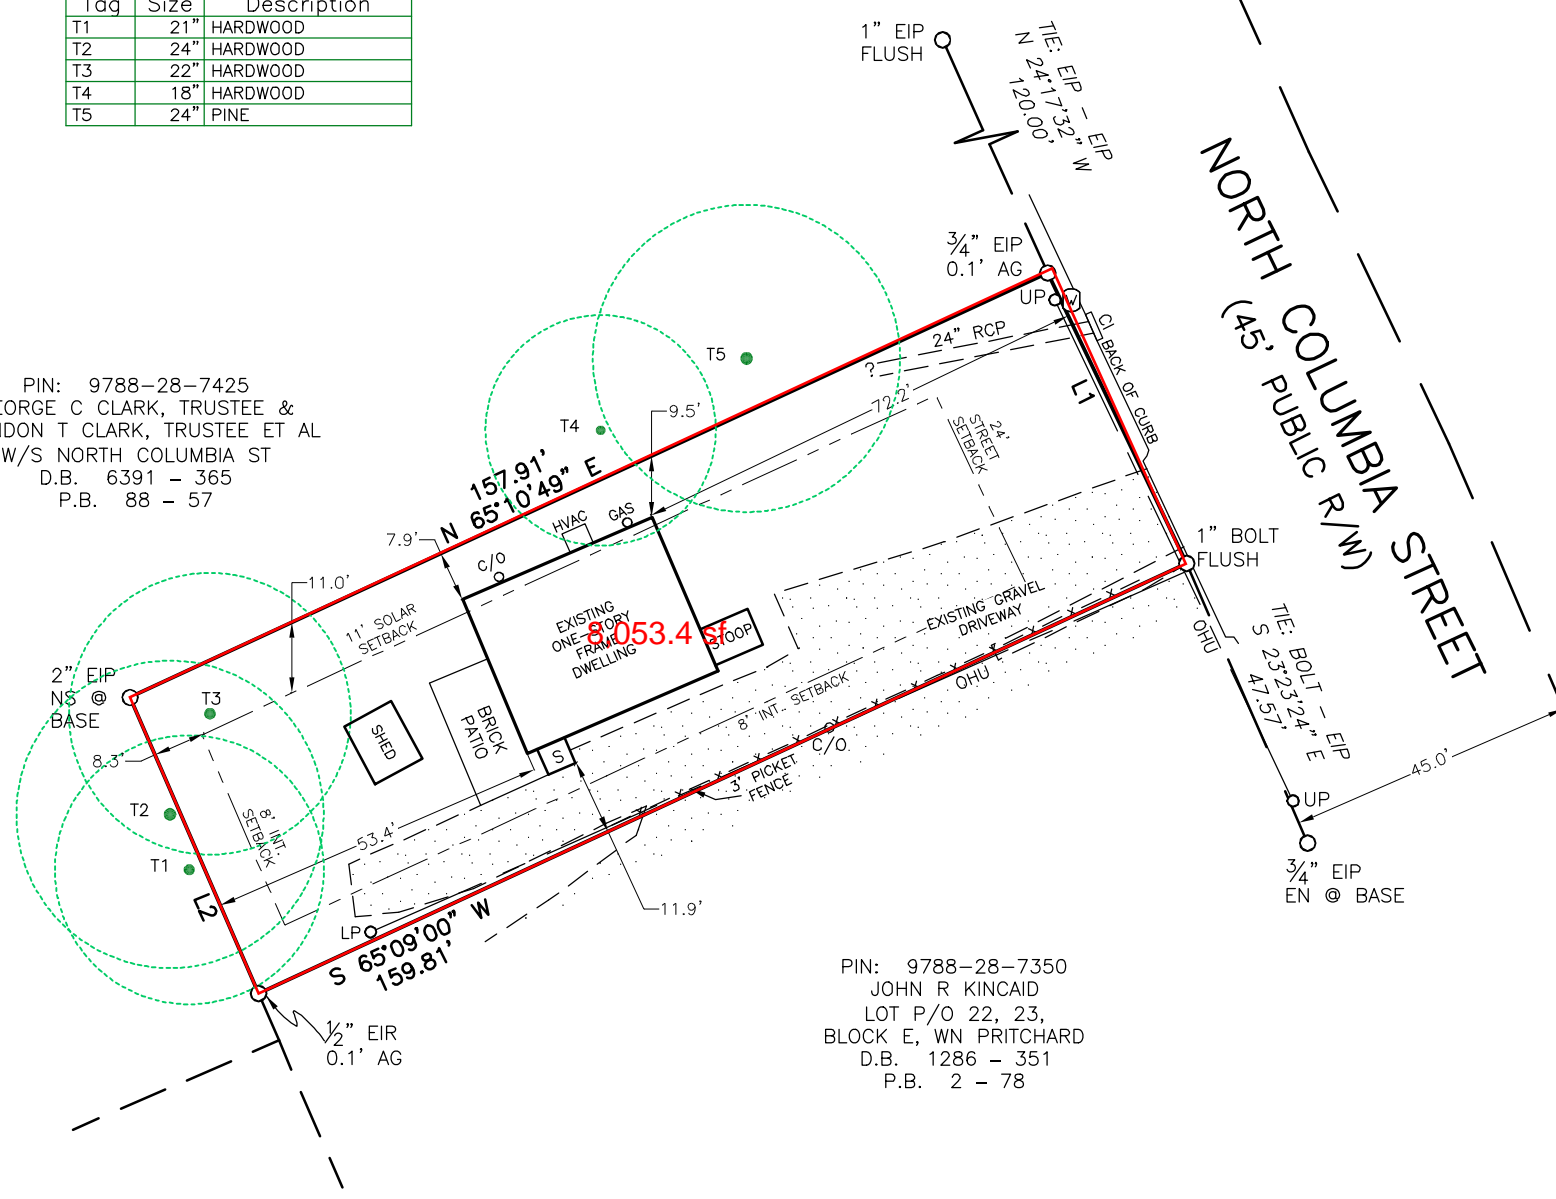 Tag Size Description
T1 21" HARDWOOD
T2 24" HARDWOOD
T3 22" HARDWOOD
T4 18" HARDWOOD
T5 24" PINE
1" EIP
FLUSH
TIE: EIP - EIP
N 24°17'32" W
120.00'
NORTH COLUMBIA STREET
(45' PUBLIC R/W)
3/4" EIP
0.1' AG
UP
W
CI
BACK OF CURB
L1
24" RCP
?
72.2'
24'
STREET
SETBACK
T5
T4
9.5'
157.91'
N 65°10'49" E
PIN: 9788-28-7425
EORGE C CLARK, TRUSTEE &
NDON T CLARK, TRUSTEE ET AL
W/S NORTH COLUMBIA ST
D.B. 6391 - 365
P.B. 88 - 57
HVAC
GAS
C/O
7.9'
11.0'
11' SOLAR
SETBACK
EXISTING
ONE-STORY
FRAME
DWELLING
8,053.4 sf
STOOP
EXISTING GRAVEL
DRIVEWAY
1" BOLT
FLUSH
OHU
TIE: BOLT - EIP
S 23°23'24" E
47.57'
45.0'
UP
3/4" EIP
EN @ BASE
2" EIP
NS @
BASE
T3
8.3'
T2
T1
L2
8' INT.
SETBACK
SHED
BRICK
PATIO
S
8' INT. SETBACK
OHU
C/O
3' PICKET
FENCE
53.4'
11.9'
LP
S 65°09'00" W
159.81'
1/2" EIR
0.1' AG
PIN: 9788-28-7350
JOHN R KINCAID
LOT P/O 22, 23,
BLOCK E, WN PRITCHARD
D.B. 1286 - 351
P.B. 2 - 78